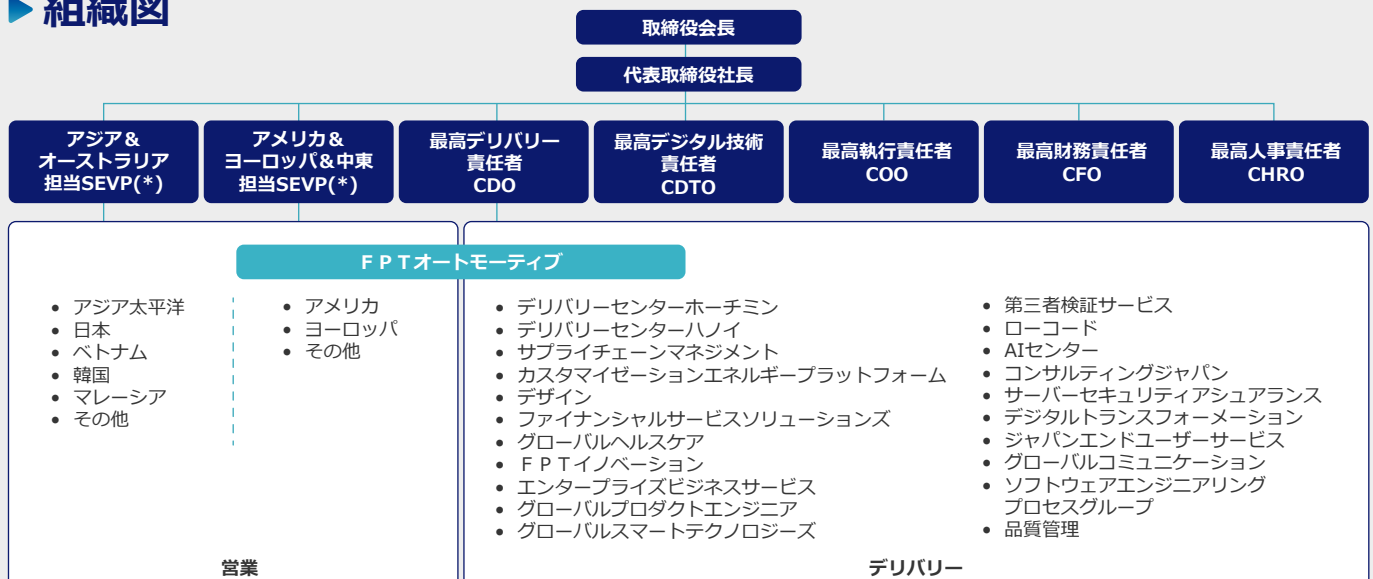 組織図
取締役会長
代表取締役社長
アジア&
オーストラリア
担当SEVP(*)
アメリカ&
ヨーロッパ&中東
担当SEVP(*)
最高デリバリー
責任者
CDO
最高デジタル技術
責任者
CDTO
最高執行責任者
COO
最高財務責任者
CFO
最高人事責任者
CHRO
FPTオートモーティブ
• アジア太平洋
• 日本
• ベトナム
• 韓国
• マレーシア
• その他
• アメリカ
• ヨーロッパ
• その他
営業
• デリバリーセンターホーチミン
• デリバリーセンターハノイ
• サプライチェーンマネジメント
• カスタマイゼーションエネルギープラットフォーム
• デザイン
• ファイナンシャルサービスソリューションズ
• グローバルヘルスケア
• FPTイノベーション
• エンタープライズビジネスサービス
• グローバルプロダクトエンジニア
• グローバルスマートテクノロジーズ
• 第三者検証サービス
• ローコード
• AIセンター
• コンサルティングジャパン
• サーバーセキュリティアシュアランス
• デジタルトランスフォーメーション
• ジャパンエンドユーザーサービス
• グローバルコミュニケーション
• ソフトウェアエンジニアリング
プロセスグループ
• 品質管理
デリバリー